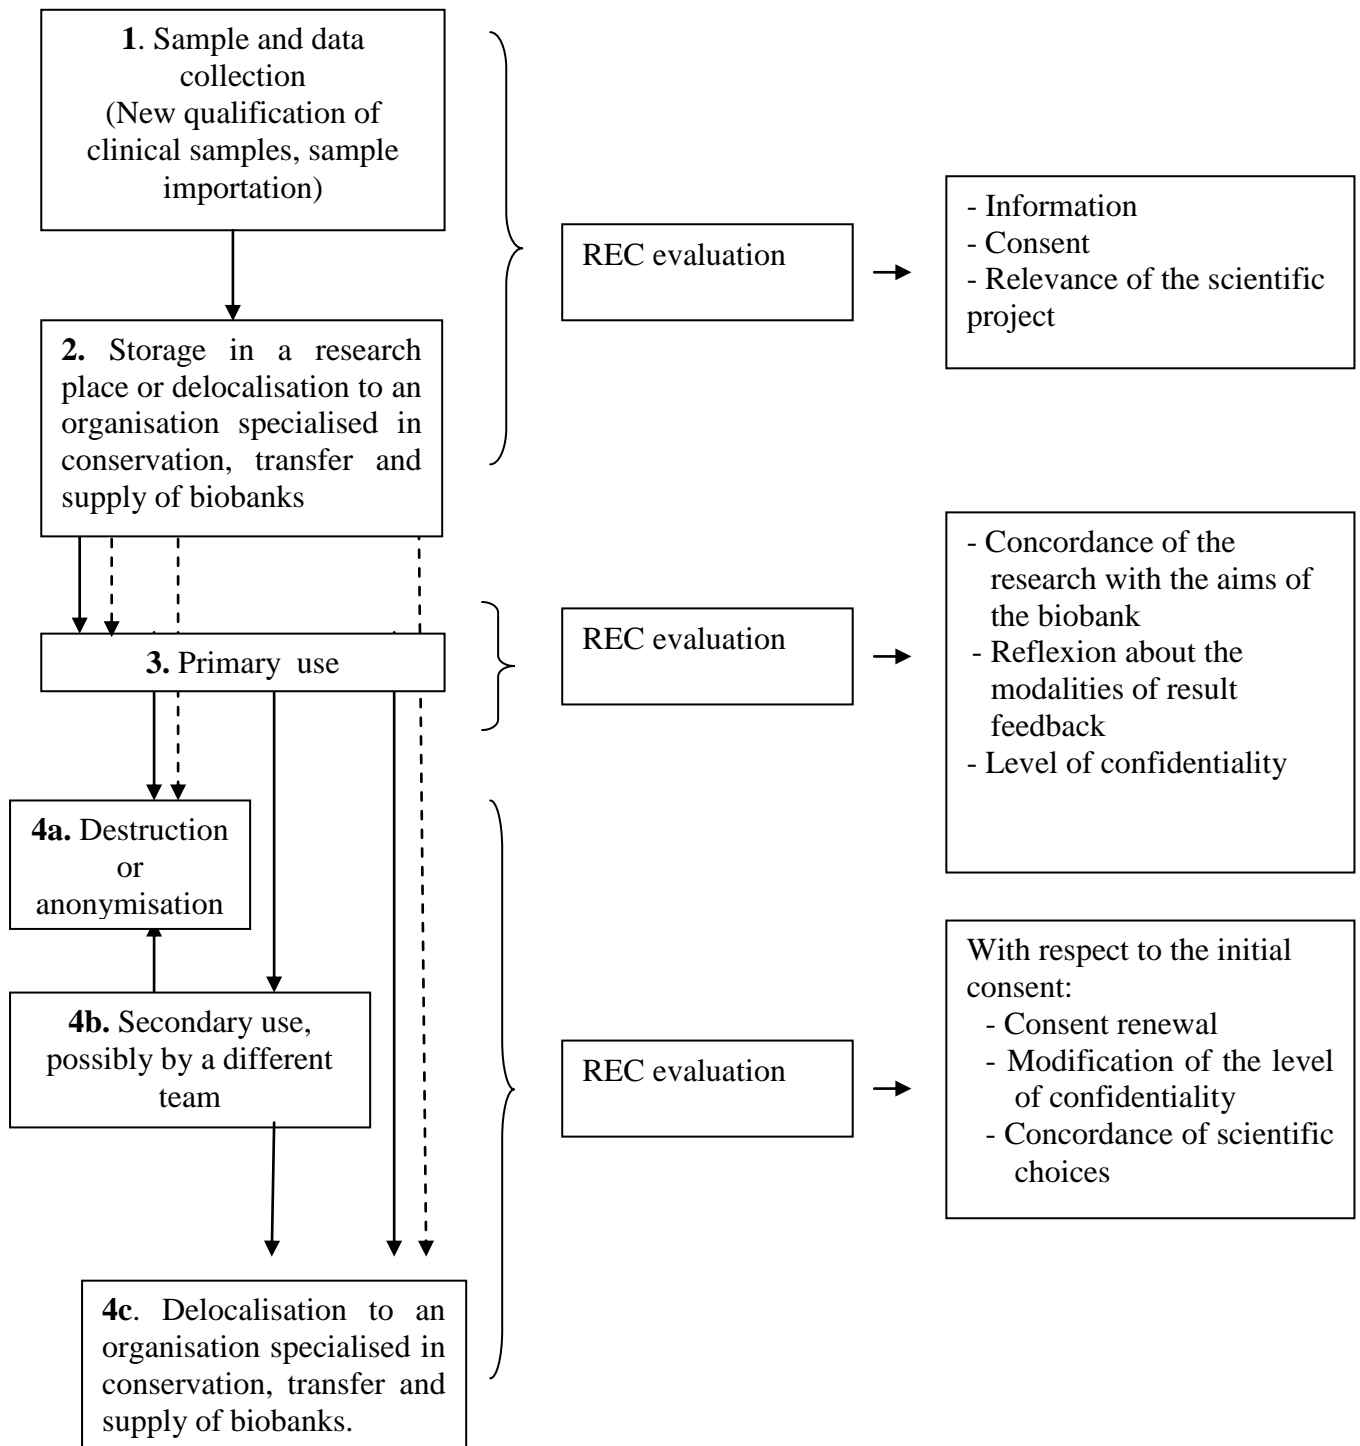 1. Sample and data
collection
(New qualification of
clinical samples, sample
importation)
REC evaluation
- Information
- Consent
- Relevance of the scientific
project
2. Storage in a research
place or delocalisation to an
organisation specialised in
conservation, transfer and
supply of biobanks
3. Primary use
REC evaluation
- Concordance of the
research with the aims of
the biobank
- Reflexion about the
modalities of result
feedback
- Level of confidentiality
4a. Destruction
or
anonymisation
4b. Secondary use,
possibly by a different
team
REC evaluation
With respect to the initial
consent:
- Consent renewal
- Modification of the level
of confidentiality
- Concordance of scientific
choices
4c. Delocalisation to an
organisation specialised in
conservation, transfer and
supply of biobanks.